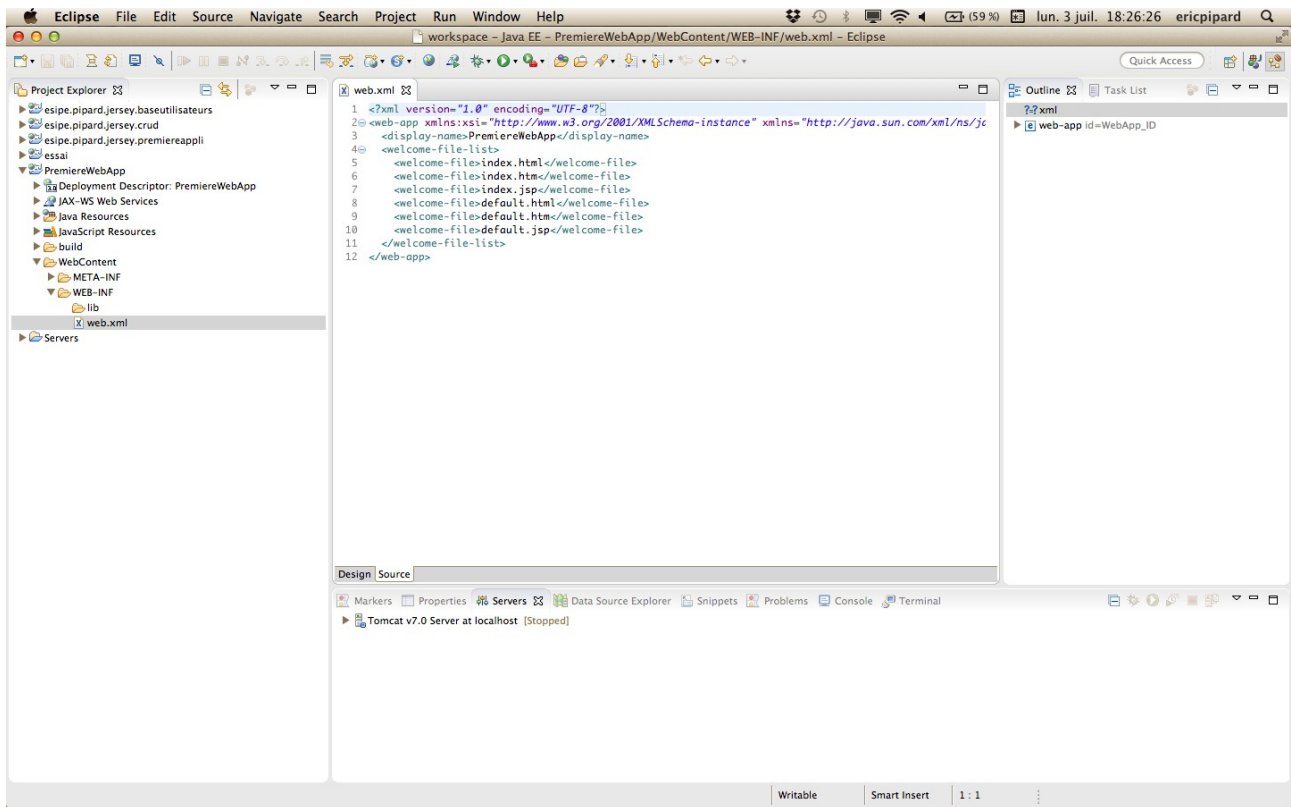 Eclipse File Edit Source Navigate Search Project Run Window Help (59 %) lun. 3 juil. 18:26:26 ericpipard
workspace – Java EE – PremiereWebApp/WebContent/WEB-INF/web.xml – Eclipse
Quick Access
Project Explorer
esipe.pipard.jersey.baseutilisateurs
esipe.pipard.jersey.crud
esipe.pipard.jersey.premiereappli
essai
PremiereWebApp
Deployment Descriptor: PremiereWebApp
JAX-WS Web Services
Java Resources
JavaScript Resources
build
WebContent
META-INF
WEB-INF
lib
web.xml
Servers
web.xml
1 <?xml version="1.0" encoding="UTF-8"?>
2 <web-app xmlns:xsi="http://www.w3.org/2001/XMLSchema-instance" xmlns="http://java.sun.com/xml/ns/jc
3 <display-name>PremiereWebApp</display-name>
4 <welcome-file-list>
5 <welcome-file>index.html</welcome-file>
6 <welcome-file>index.htm</welcome-file>
7 <welcome-file>index.jsp</welcome-file>
8 <welcome-file>default.html</welcome-file>
9 <welcome-file>default.htm</welcome-file>
10 <welcome-file>default.jsp</welcome-file>
11 </welcome-file-list>
12 </web-app>
Design Source
Outline Task List
?=? xml
e web-app id=WebApp_ID
Markers Properties Servers Data Source Explorer Snippets Problems Console Terminal
Tomcat v7.0 Server at localhost [Stopped]
Writable Smart Insert 1 : 1